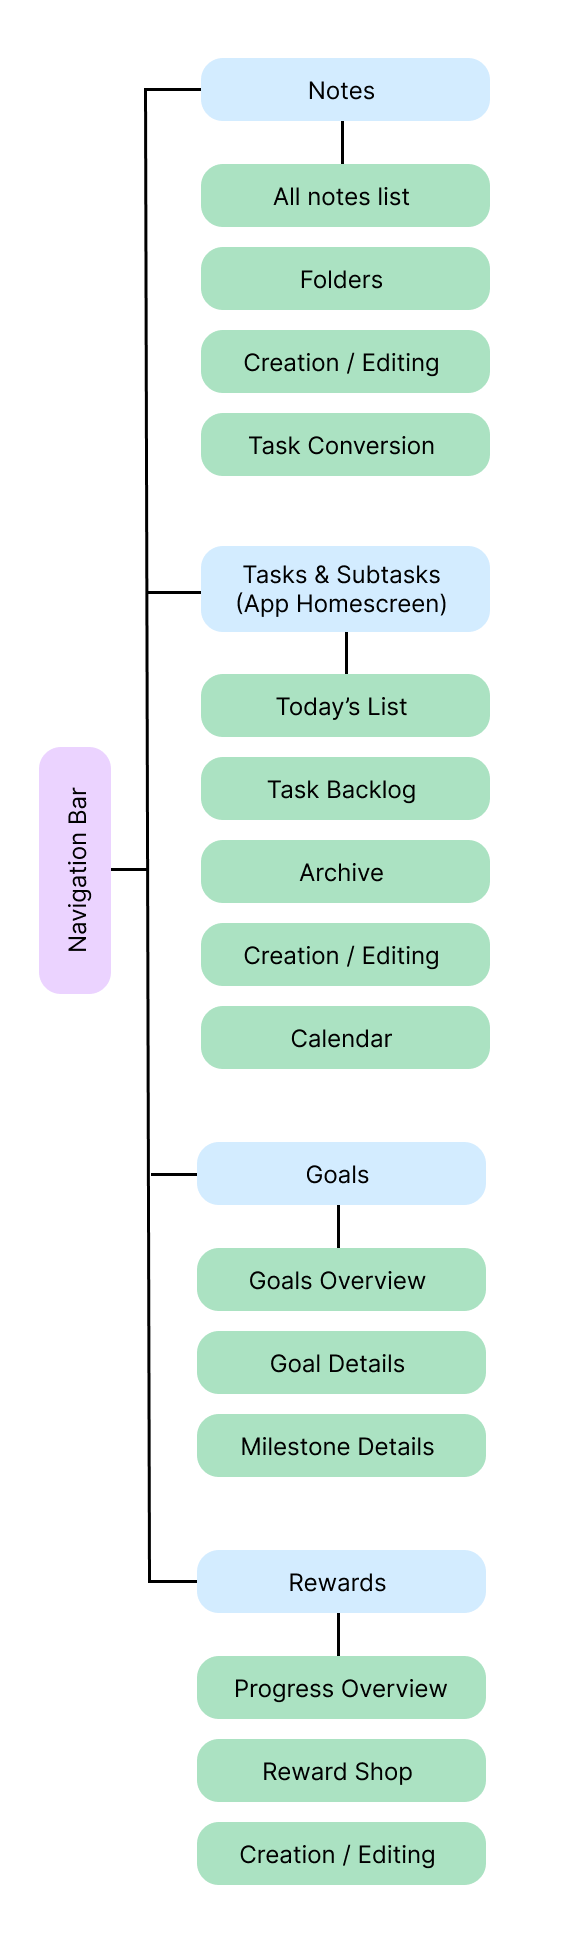 Notes
All notes list
Folders
Creation / Editing
Task Conversion
Tasks & Subtasks
(App Homescreen)
Today’s List
Task Backlog
Archive
Creation / Editing
Calendar
Navigation Bar
Goals
Goals Overview
Goal Details
Milestone Details
Rewards
Progress Overview
Reward Shop
Creation / Editing